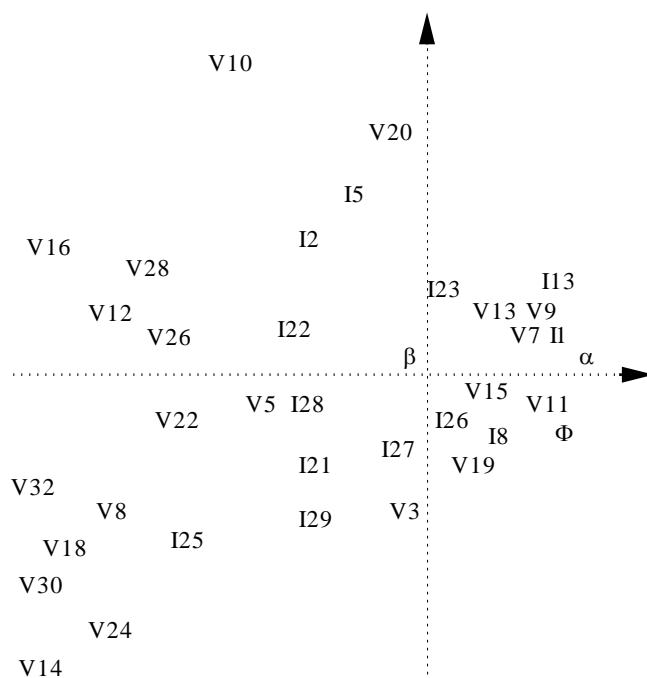 V10
V20
I5
I2
V16
V28
I13
I23
V12
V13 V9
I22
V26
V7 I1
β α
V15
V5 I28
V11
V22
I26
Φ
I8
I27
I21
V19
V32
V8
V3
I29
I25
V18
V30
V24
V14